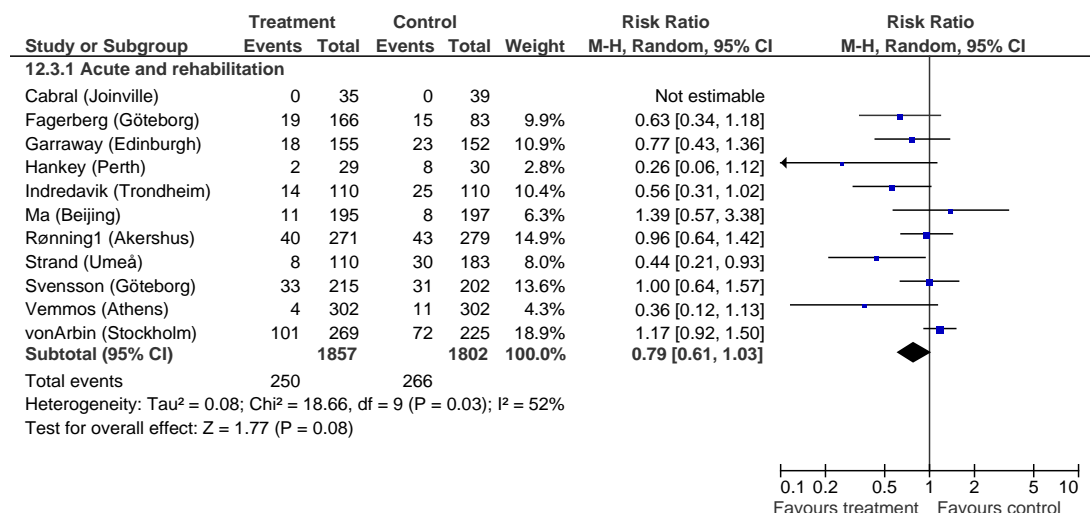 Treatment Control Risk Ratio Risk Ratio
Study or Subgroup Events Total Events Total Weight M-H, Random, 95% CI M-H, Random, 95% CI
12.3.1 Acute and rehabilitation
Cabral (Joinville) 0 35 0 39 Not estimable
Fagerberg (Göteborg) 19 166 15 83 9.9% 0.63 [0.34, 1.18]
Garraway (Edinburgh) 18 155 23 152 10.9% 0.77 [0.43, 1.36]
Hankey (Perth) 2 29 8 30 2.8% 0.26 [0.06, 1.12]
Indredavik (Trondheim) 14 110 25 110 10.4% 0.56 [0.31, 1.02]
Ma (Beijing) 11 195 8 197 6.3% 1.39 [0.57, 3.38]
Rønning1 (Akershus) 40 271 43 279 14.9% 0.96 [0.64, 1.42]
Strand (Umeå) 8 110 30 183 8.0% 0.44 [0.21, 0.93]
Svensson (Göteborg) 33 215 31 202 13.6% 1.00 [0.64, 1.57]
Vemmos (Athens) 4 302 11 302 4.3% 0.36 [0.12, 1.13]
vonArbin (Stockholm) 101 269 72 225 18.9% 1.17 [0.92, 1.50]
Subtotal (95% CI) 1857 1802 100.0% 0.79 [0.61, 1.03]
Total events 250 266
Heterogeneity: Tau² = 0.08; Chi² = 18.66, df = 9 (P = 0.03); I² = 52%
Test for overall effect: Z = 1.77 (P = 0.08)
0.1 0.2 0.5 1 2 5 10
Favours treatment Favours control